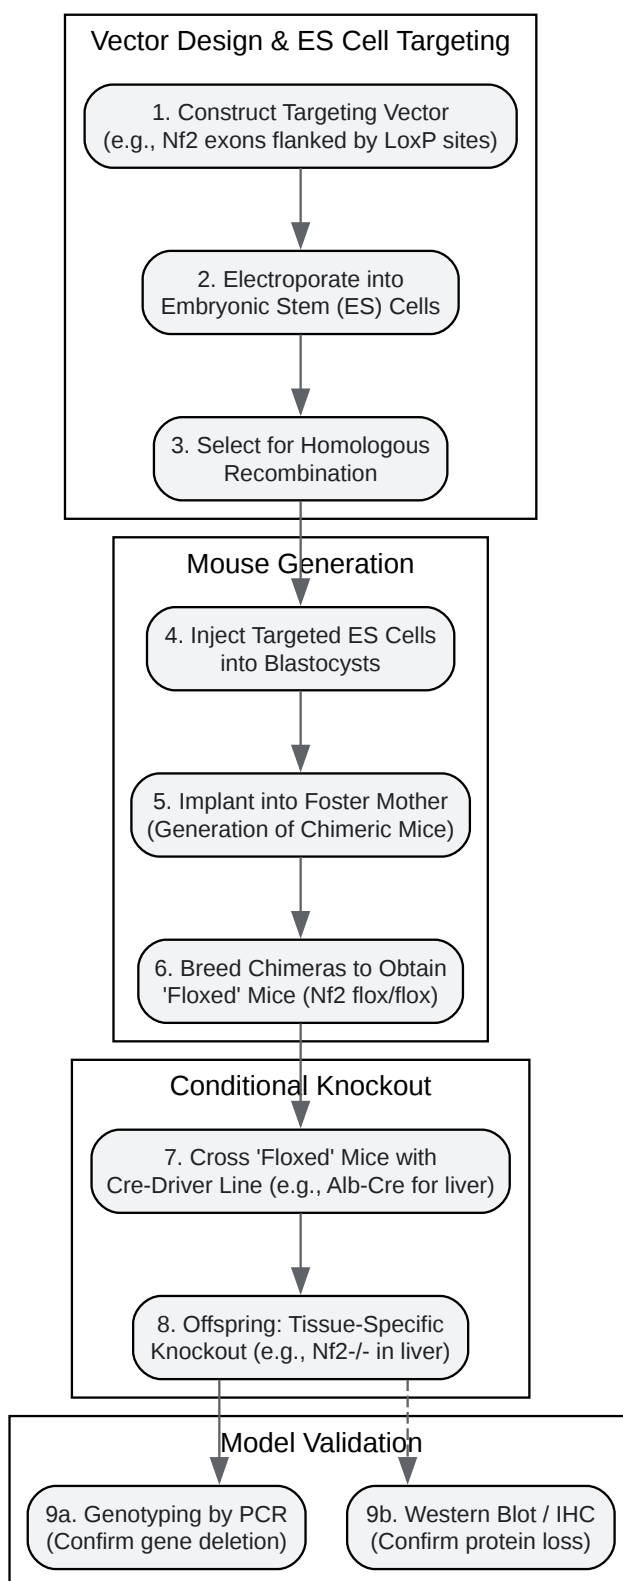 Vector Design & ES Cell Targeting
1. Construct Targeting Vector
(e.g., Nf2 exons flanked by LoxP sites)
2. Electroporate into
Embryonic Stem (ES) Cells
3. Select for Homologous
Recombination
Mouse Generation
4. Inject Targeted ES Cells
into Blastocysts
5. Implant into Foster Mother
(Generation of Chimeric Mice)
6. Breed Chimeras to Obtain
'Floxed' Mice (Nf2 flox/flox)
Conditional Knockout
7. Cross 'Floxed' Mice with
Cre-Driver Line (e.g., Alb-Cre for liver)
8. Offspring: Tissue-Specific
Knockout (e.g., Nf2-/- in liver)
Model Validation
9a. Genotyping by PCR
(Confirm gene deletion)
9b. Western Blot / IHC
(Confirm protein loss)